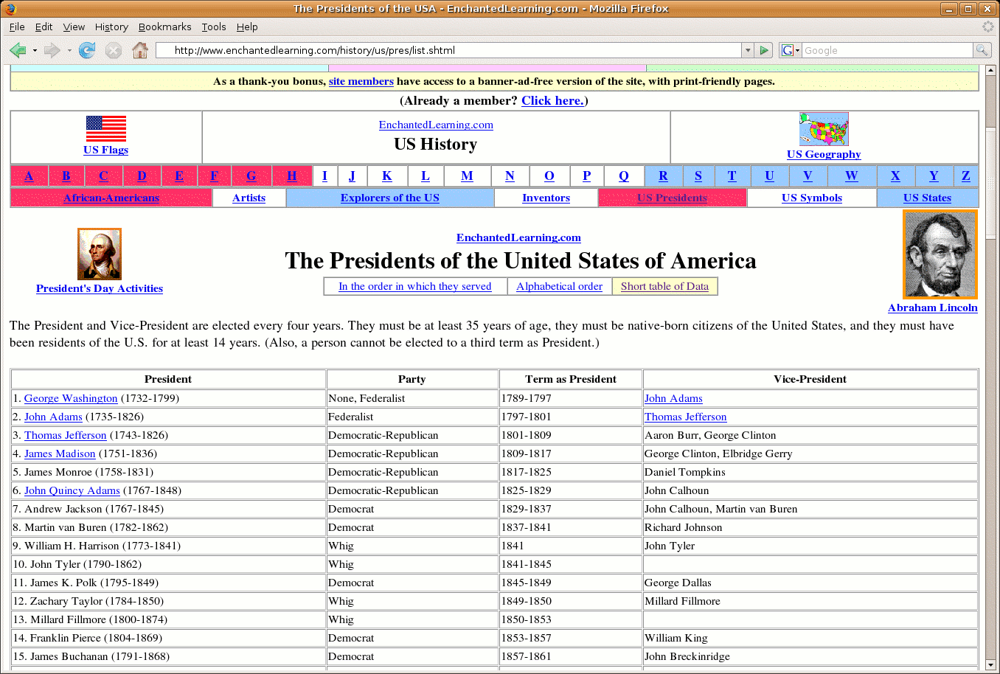 The Presidents of the USA - EnchantedLearning.com - Mozilla Firefox
File Edit View History Bookmarks Tools Help
http://www.enchantedlearning.com/history/us/pres/list.shtml G Google
As a thank-you bonus, site members have access to a banner-ad-free version of the site, with print-friendly pages.
(Already a member? Click here.)
US Flags
EnchantedLearning.com
US History
US Geography
A B C D E F G H I J K L M N O P Q R S T U V W X Y Z
African-Americans Artists Explorers of the US Inventors US Presidents US Symbols US States
President's Day Activities
EnchantedLearning.com
The Presidents of the United States of America
In the order in which they served Alphabetical order Short table of Data
Abraham Lincoln
The President and Vice-President are elected every four years. They must be at least 35 years of age, they must be native-born citizens of the United States, and they must have
been residents of the U.S. for at least 14 years. (Also, a person cannot be elected to a third term as President.)
President Party Term as President Vice-President
1. George Washington (1732-1799) None, Federalist 1789-1797 John Adams
2. John Adams (1735-1826) Federalist 1797-1801 Thomas Jefferson
3. Thomas Jefferson (1743-1826) Democratic-Republican 1801-1809 Aaron Burr, George Clinton
4. James Madison (1751-1836) Democratic-Republican 1809-1817 George Clinton, Elbridge Gerry
5. James Monroe (1758-1831) Democratic-Republican 1817-1825 Daniel Tompkins
6. John Quincy Adams (1767-1848) Democratic-Republican 1825-1829 John Calhoun
7. Andrew Jackson (1767-1845) Democrat 1829-1837 John Calhoun, Martin van Buren
8. Martin van Buren (1782-1862) Democrat 1837-1841 Richard Johnson
9. William H. Harrison (1773-1841) Whig 1841 John Tyler
10. John Tyler (1790-1862) Whig 1841-1845
11. James K. Polk (1795-1849) Democrat 1845-1849 George Dallas
12. Zachary Taylor (1784-1850) Whig 1849-1850 Millard Fillmore
13. Millard Fillmore (1800-1874) Whig 1850-1853
14. Franklin Pierce (1804-1869) Democrat 1853-1857 William King
15. James Buchanan (1791-1868) Democrat 1857-1861 John Breckinridge